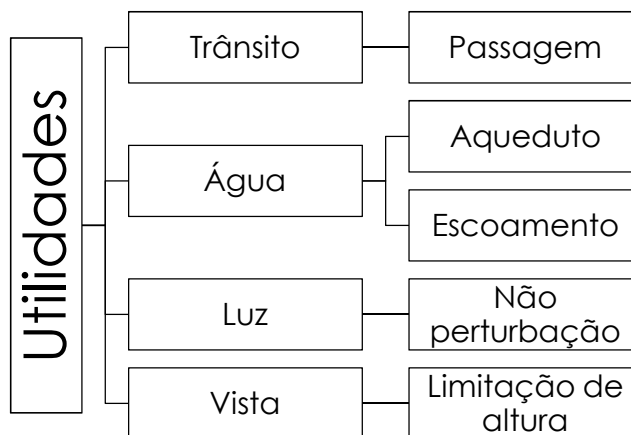 Utilidades
Trânsito
Passagem
Água
Aqueduto
Escoamento
Luz
Não
perturbação
Vista
Limitação de
altura